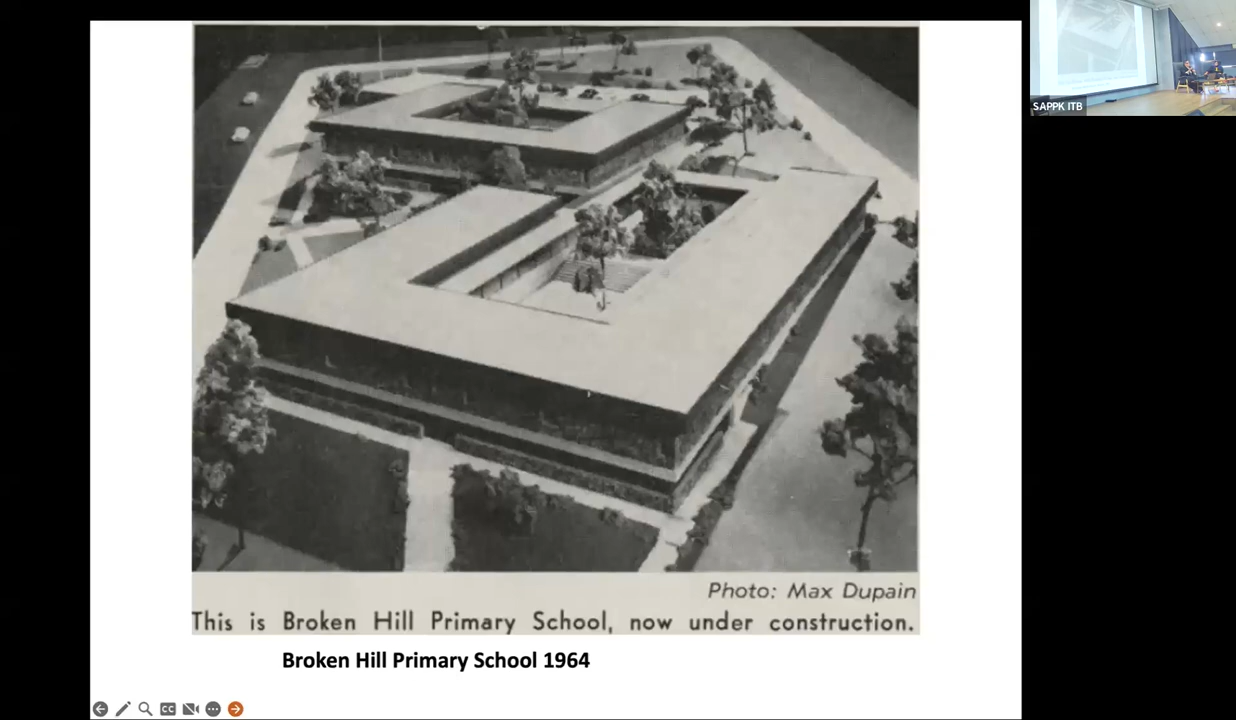 SAPPK ITB
Photo: Max Dupain
This is Broken Hill Primary School, now under construction.
Broken Hill Primary School 1964
CC